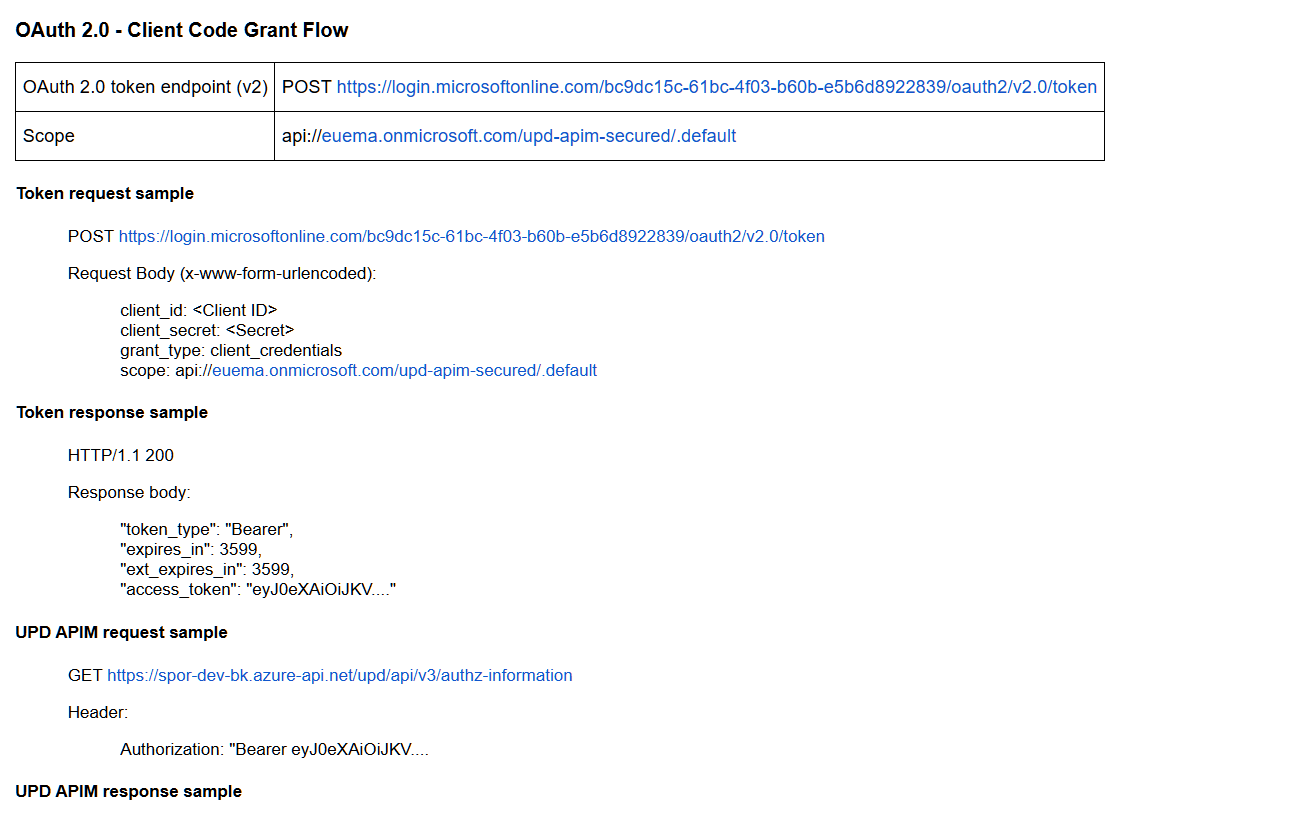 OAuth 2.0 - Client Code Grant Flow
OAuth 2.0 token endpoint (v2) POST https://login.microsoftonline.com/bc9dc15c-61bc-4f03-b60b-e5b6d8922839/oauth2/v2.0/token
Scope api://euema.onmicrosoft.com/upd-apim-secured/.default
Token request sample
POST https://login.microsoftonline.com/bc9dc15c-61bc-4f03-b60b-e5b6d8922839/oauth2/v2.0/token
Request Body (x-www-form-urlencoded):
client_id: <Client ID>
client_secret: <Secret>
grant_type: client_credentials
scope: api://euema.onmicrosoft.com/upd-apim-secured/.default
Token response sample
HTTP/1.1 200
Response body:
"token_type": "Bearer",
"expires_in": 3599,
"ext_expires_in": 3599,
"access_token": "eyJ0eXAiOiJKV...."
UPD APIM request sample
GET https://spor-dev-bk.azure-api.net/upd/api/v3/authz-information
Header:
Authorization: "Bearer eyJ0eXAiOiJKV....
UPD APIM response sample